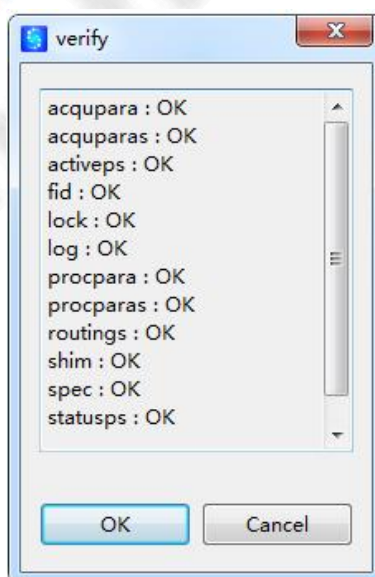 verify
acqupara : OK
acquparas : OK
activeps : OK
fid : OK
lock : OK
log : OK
procpara : OK
procparas : OK
routings : OK
shim : OK
spec : OK
statusps : OK
OK
Cancel